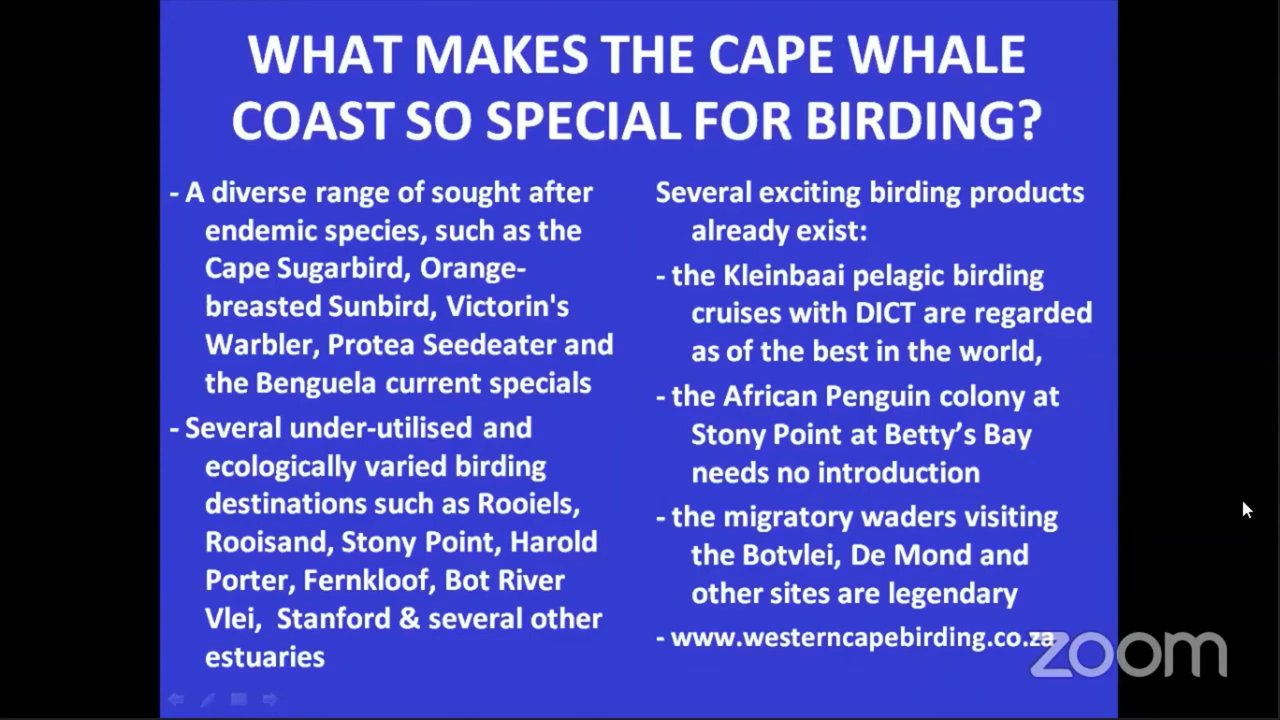 WHAT MAKES THE CAPE WHALE
COAST SO SPECIAL FOR BIRDING?
- A diverse range of sought after
endemic species, such as the
Cape Sugarbird, Orange-
breasted Sunbird, Victorin's
Warbler, Protea Seedeater and
the Benguela current specials
- Several under-utilised and
ecologically varied birding
destinations such as Rooiels,
Rooisand, Stony Point, Harold
Porter, Fernkloof, Bot River
Vlei,  Stanford & several other
estuaries
Several exciting birding products
already exist:
- the Kleinbaai pelagic birding
cruises with DICT are regarded
as of the best in the world,
- the African Penguin colony at
Stony Point at Betty’s Bay
needs no introduction
- the migratory waders visiting
the Botvlei, De Mond and
other sites are legendary
- www.westerncapebirding.co.za
zoom